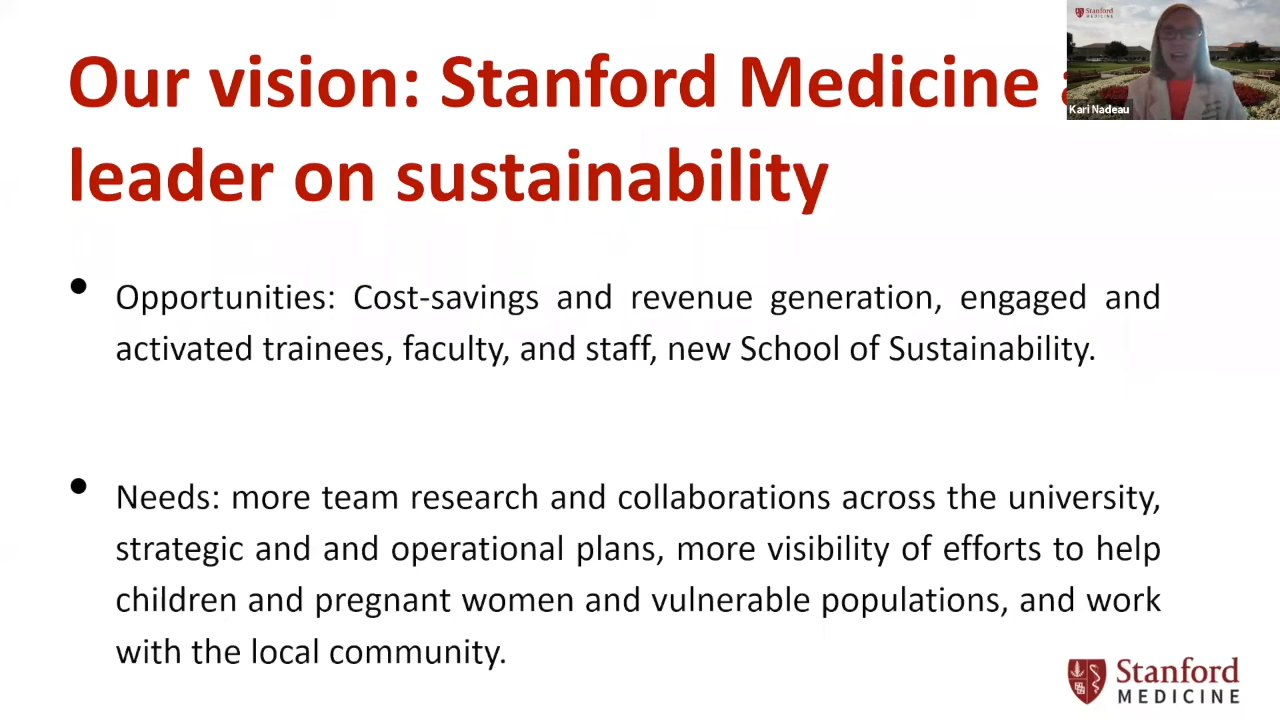 Our vision: Stanford Medicine a
leader on sustainability
Stanford
MEDICINE
Kari Nadeau
• Opportunities: Cost-savings and revenue generation, engaged and
activated trainees, faculty, and staff, new School of Sustainability.
• Needs: more team research and collaborations across the university,
strategic and and operational plans, more visibility of efforts to help
children and pregnant women and vulnerable populations, and work
with the local community.
Stanford
MEDICINE